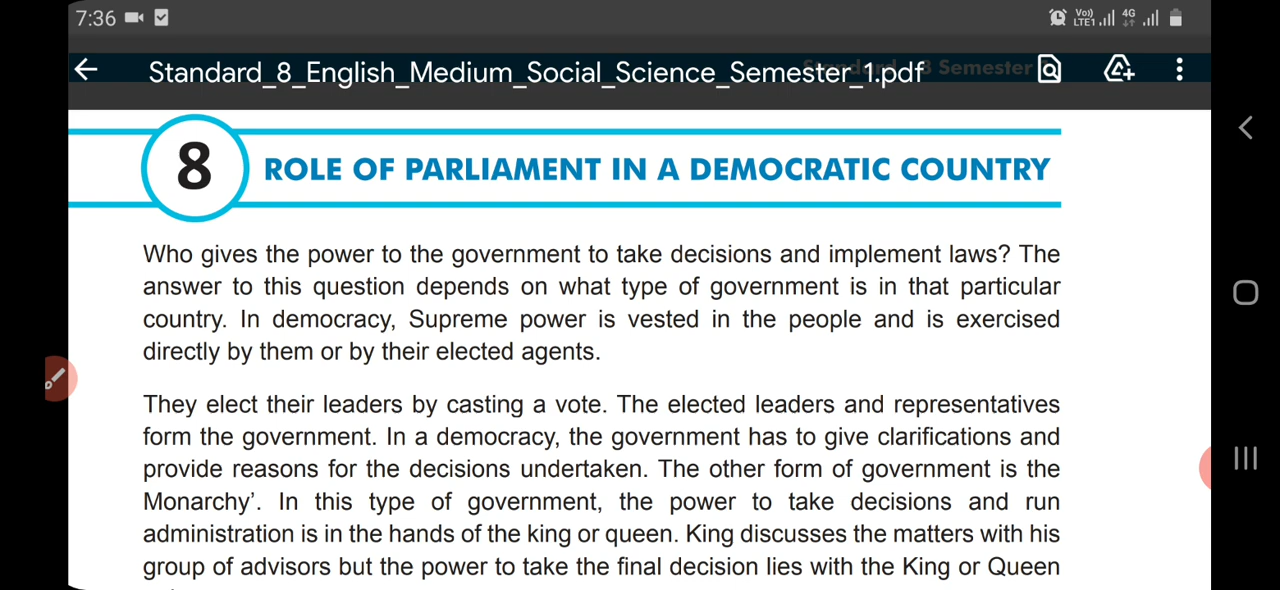 7:36
Vo)) LTE1 4G
Standard_8_English_Medium_Social_Science_Semester_1.pdf
8 Semester
8
ROLE OF PARLIAMENT IN A DEMOCRATIC COUNTRY
Who gives the power to the government to take decisions and implement laws? The
answer to this question depends on what type of government is in that particular
country. In democracy, Supreme power is vested in the people and is exercised
directly by them or by their elected agents.
They elect their leaders by casting a vote. The elected leaders and representatives
form the government. In a democracy, the government has to give clarifications and
provide reasons for the decisions undertaken. The other form of government is the
Monarchy’. In this type of government, the power to take decisions and run
administration is in the hands of the king or queen. King discusses the matters with his
group of advisors but the power to take the final decision lies with the King or Queen